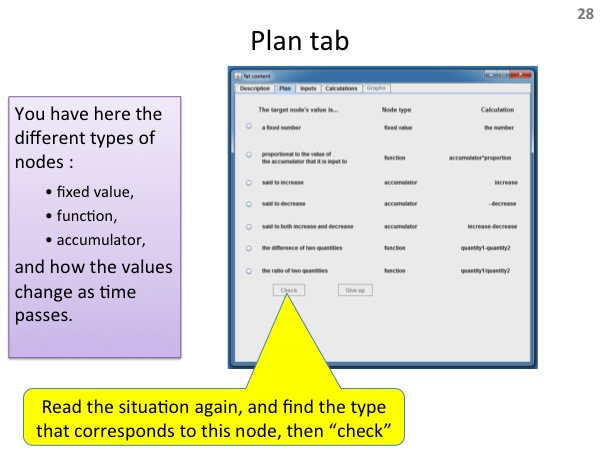 28
Plan tab
You have here the
different types of
nodes :
• fixed value,
• function,
• accumulator,
and how the values
change as time
passes.
fat content
Description Plan Inputs Calculations Graphs
The target node's value is... Node type Calculation
a fixed number fixed value the number
proportional to the value of
the accumulator that it is input to function accumulator*proportion
said to increase accumulator increase
said to decrease accumulator - decrease
said to both increase and decrease accumulator increase-decrease
the difference of two quantities function quantity1-quantity2
the ratio of two quantities function quantity1/quantity2
Check Give up
Read the situation again, and find the type
that corresponds to this node, then “check”